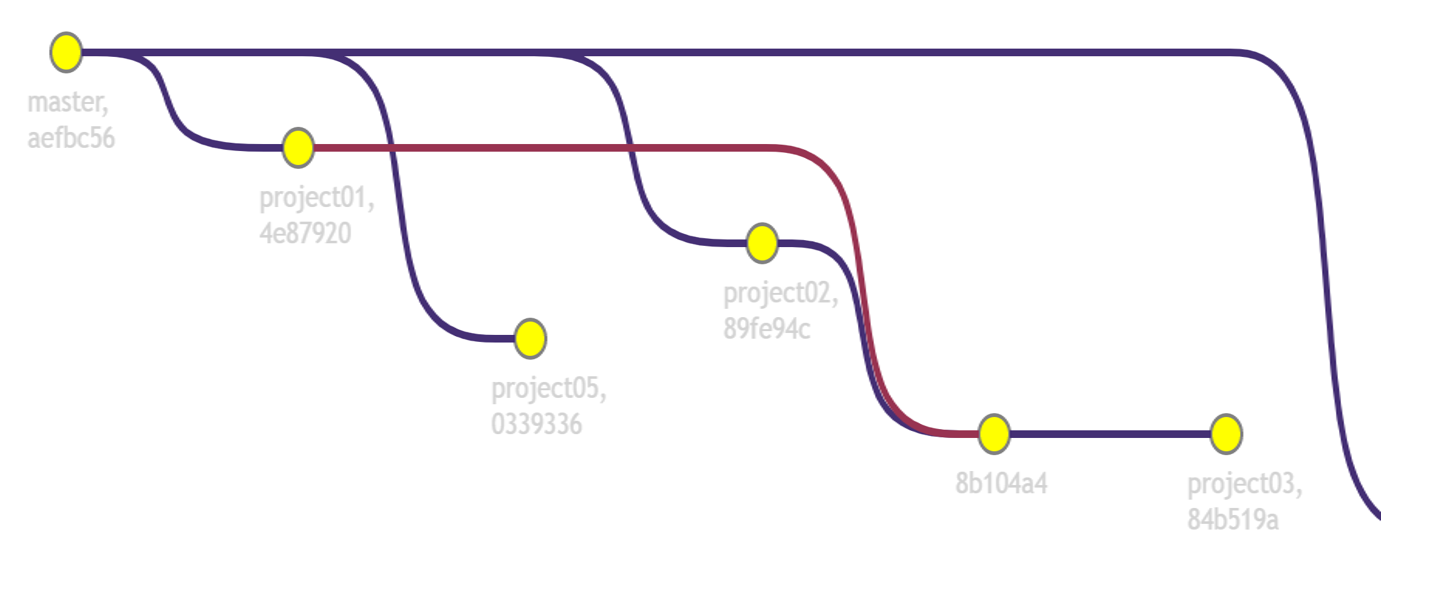 master,
aefbc56
project01,
4e87920
project02,
89fe94c
project05,
0339336
8b104a4
project03,
84b519a